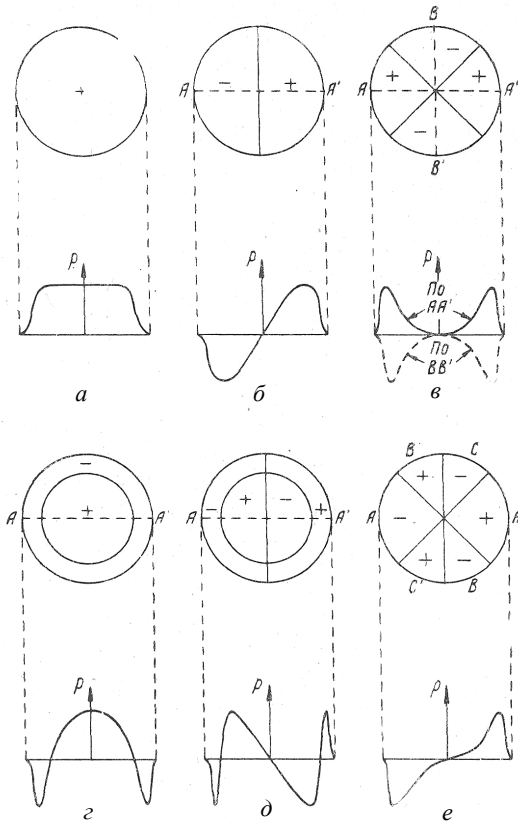 В
+
А - + А'
А + - + А'
-
В'
P
P
P
По
АА'
По
ВВ'
а
б
в
-
+
А А'
А - + - + А'
В С
+ -
А - + А
+ -
С' В
P
P
P
г
д
е